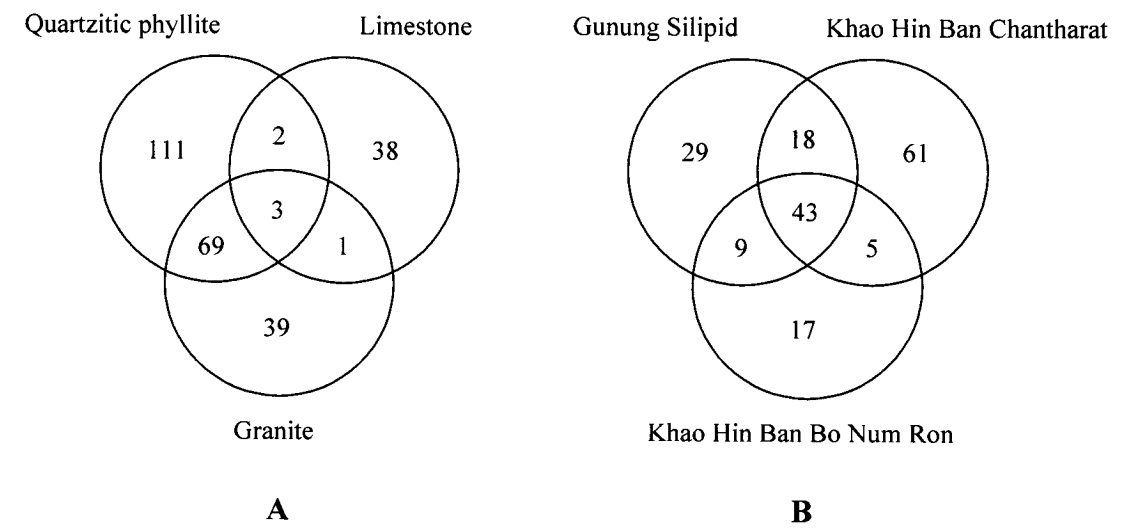 Quartzitic phyllite
Limestone
111
2
38
3
69
1
39
Granite
A
Gunung Silipid
Khao Hin Ban Chantharat
29
18
61
43
9
5
17
Khao Hin Ban Bo Num Ron
B